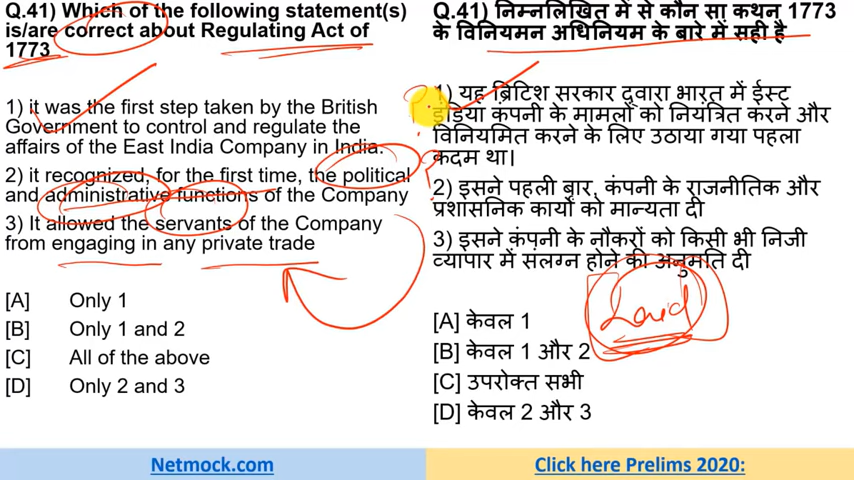 Q.41) Which of the following statement(s)
is/are correct about Regulating Act of
1773
1) it was the first step taken by the British
Government to control and regulate the
affairs of the East India Company in India.
2) it recognized, for the first time, the political
and administrative functions of the Company
3) It allowed the servants of the Company
from engaging in any private trade
[A] Only 1
[B] Only 1 and 2
[C] All of the above
[D] Only 2 and 3
Q.41) निम्नलिखित में से कौन सा कथन 1773
के विनियमन अधिनियम के बारे में सही है
1) यह ब्रिटिश सरकार द्वारा भारत में ईस्ट
इंडिया कंपनी के मामलों को नियंत्रित करने और
विनियमित करने के लिए उठाया गया पहला
कदम था।
2) इसने पहली बार, कंपनी के राजनीतिक और
प्रशासनिक कार्यों को मान्यता दी
3) इसने कंपनी के नौकरों को किसी भी निजी
व्यापार में संलग्न होने की अनुमति दी
[A] केवल 1
[B] केवल 1 और 2
[C] उपरोक्त सभी
[D] केवल 2 और 3
Netmock.com
Click here Prelims 2020: